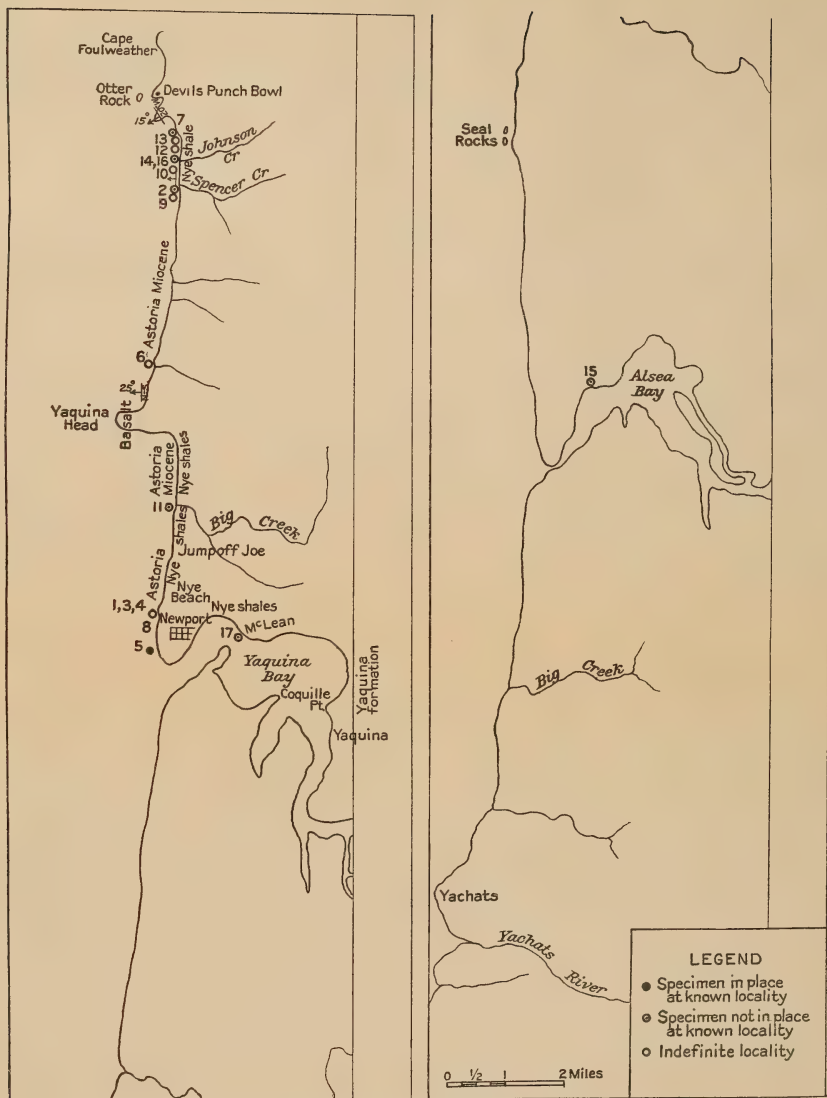 Cape
Foulweather
Otter
Rock
Devils Punch Bowl
15°
7
13
12
14,16
10
2
9
Nye shale
Johnson
Cr
Spencer Cr
Astoria Miocene
6
25°
Basalt
Yaquina
Head
Astoria
Miocene
Nye shales
11
Big Creek
shales
Jumpoff Joe
Nye
Astoria
Nye
Beach
1,3,4
Nye shales
Newport
8
17
McLean
5
Yaquina
Bay
Coquille
Pt.
Yaquina
formation
Yaquina
Seal
Rocks
15
Alsea
Bay
Big Creek
Yachats
Yachats
River
LEGEND
Specimen in place
at known locality
Specimen not in place
at known locality
Indefinite locality
0 ½ 1 2 Miles